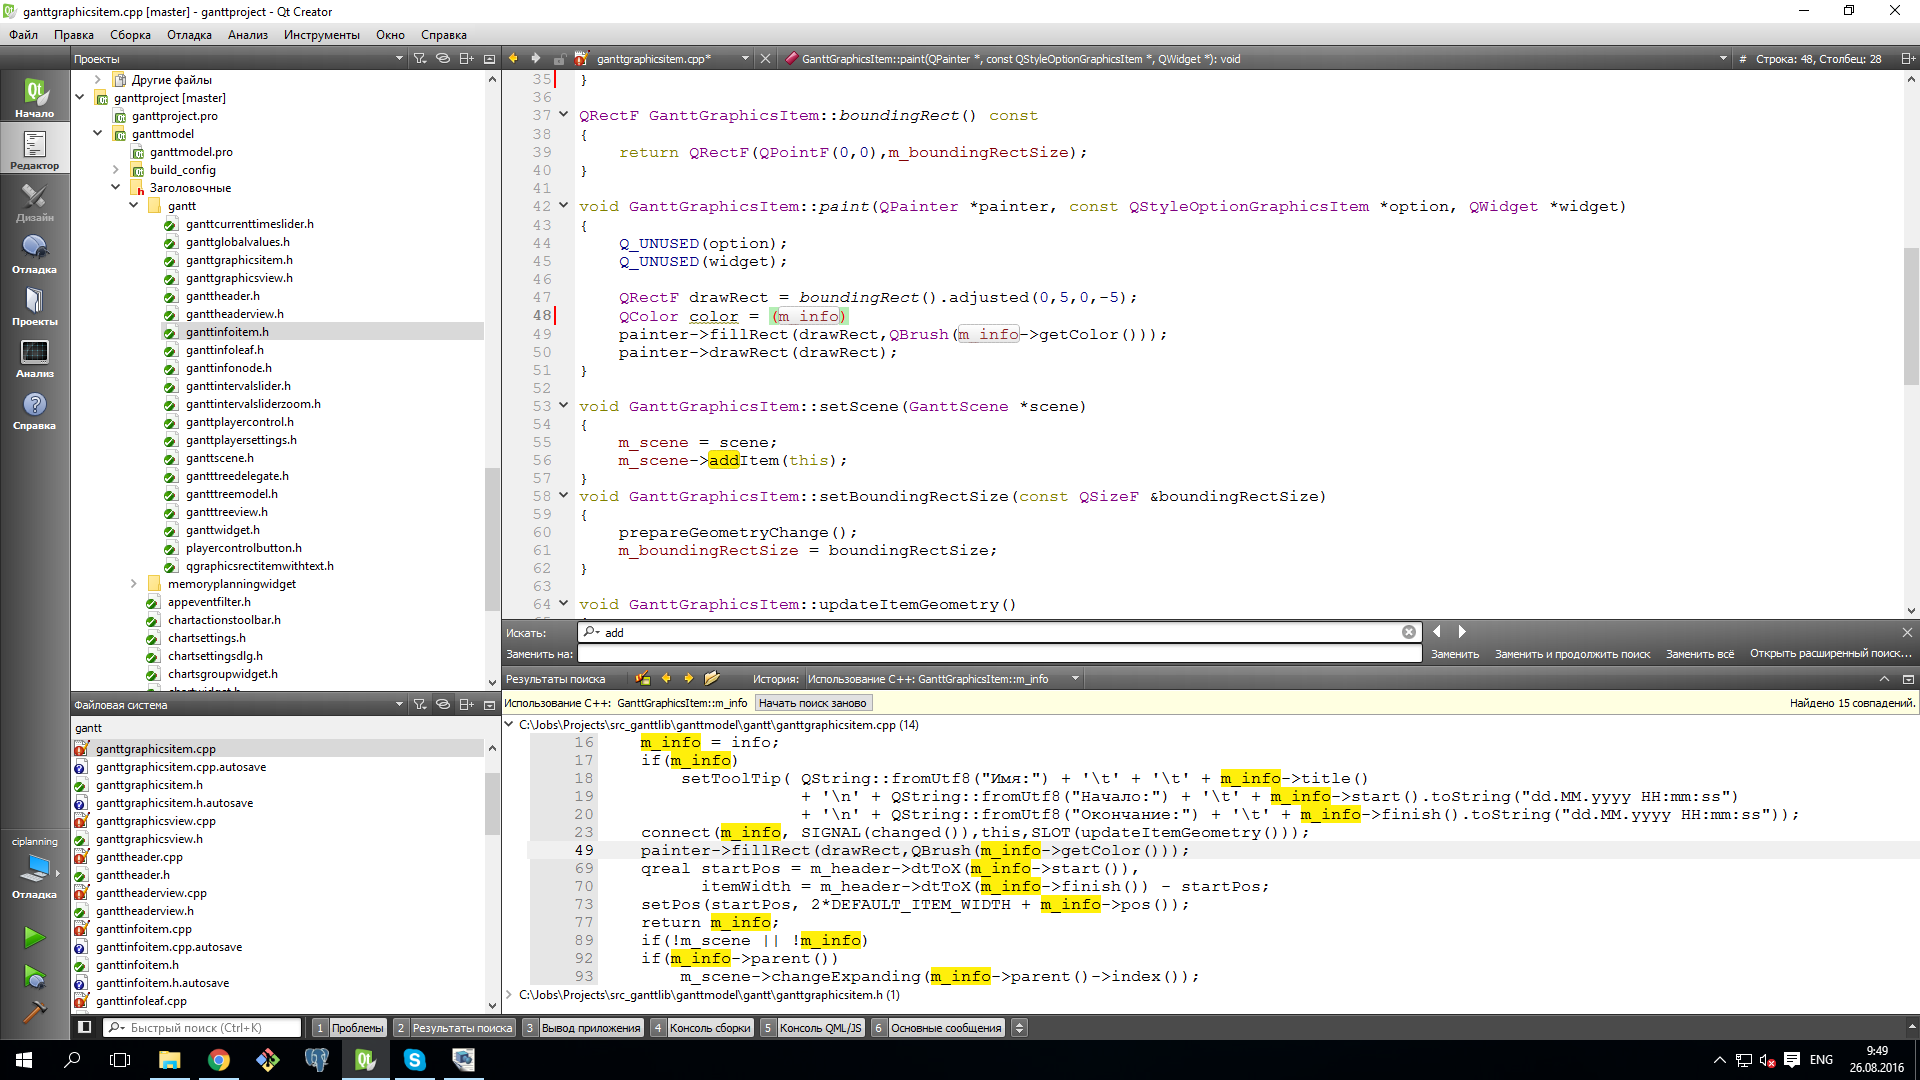 ganttgraphicsitem.cpp [master] - ganttproject - Qt Creator
Файл Правка Сборка Отладка Анализ Инструменты Окно Справка
Проекты
ganttgraphicsitem.cpp*
GanttGraphicsItem::paint(QPainter *, const QStyleOptionGraphicsItem *, QWidget *): void
# Строка: 48, Столбец: 28
Начало
Редактор
Дизайн
Отладка
Проекты
Анализ
Справка
ciplanning
Отладка
Другие файлы
ganttproject [master]
ganttproject.pro
ganttmodel
ganttmodel.pro
build_config
Заголовочные
gantt
ganttcurrenttimeslider.h
ganttglobalvalues.h
ganttgraphicsitem.h
ganttgraphicsview.h
ganttheader.h
ganttheaderview.h
ganttinfoitem.h
ganttinfoleaf.h
ganttinfonode.h
ganttintervalslider.h
ganttintervalsliderzoom.h
ganttplayercontrol.h
ganttplayersettings.h
ganttscene.h
gantttreedelegate.h
gantttreemodel.h
gantttreeview.h
ganttwidget.h
playercontrolbutton.h
qgraphicsrectitemwithtext.h
memoryplanningwidget
appeventfilter.h
chartactionstoolbar.h
chartsettings.h
chartsettingsdlg.h
chartsgroupwidget.h
chartwidget.h
Файловая система
gantt
ganttgraphicsitem.cpp
ganttgraphicsitem.cpp.autosave
ganttgraphicsitem.h
ganttgraphicsitem.h.autosave
ganttgraphicsview.cpp
ganttgraphicsview.h
ganttheader.cpp
ganttheader.h
ganttheaderview.cpp
ganttheaderview.h
ganttinfoitem.cpp
ganttinfoitem.cpp.autosave
ganttinfoitem.h
ganttinfoitem.h.autosave
ganttinfoleaf.cpp
35 }
36
37 QRectF GanttGraphicsItem::boundingRect() const
38 {
39 return QRectF(QPointF(0,0),m_boundingRectSize);
40 }
41
42 void GanttGraphicsItem::paint(QPainter *painter, const QStyleOptionGraphicsItem *option, QWidget *widget)
43 {
44 Q_UNUSED(option);
45 Q_UNUSED(widget);
46
47 QRectF drawRect = boundingRect().adjusted(0,5,0,-5);
48 QColor color = (m_info)
49 painter->fillRect(drawRect,QBrush(m_info->getColor()));
50 painter->drawRect(drawRect);
51 }
52
53 void GanttGraphicsItem::setScene(GanttScene *scene)
54 {
55 m_scene = scene;
56 m_scene->addItem(this);
57 }
58 void GanttGraphicsItem::setBoundingRectSize(const QSizeF &boundingRectSize)
59 {
60 prepareGeometryChange();
61 m_boundingRectSize = boundingRectSize;
62 }
63
64 void GanttGraphicsItem::updateItemGeometry()
Искать: add
Заменить на: Заменить Заменить и продолжить поиск Заменить всё Открыть расширенный поиск...
Результаты поиска История: Использование C++: GanttGraphicsItem::m_info
Использование C++: GanttGraphicsItem::m_info Начать поиск заново Найдено 15 совпадений.
C:\Jobs\Projects\src_ganttlib\ganttmodel\gantt\ganttgraphicsitem.cpp (14)
16 m_info = info;
17 if(m_info)
18 setToolTip( QString::fromUtf8("Имя:") + '\t' + '\t' + m_info->title()
19 + '\n' + QString::fromUtf8("Начало:") + '\t' + m_info->start().toString("dd.MM.yyyy HH:mm:ss")
20 + '\n' + QString::fromUtf8("Окончание:") + '\t' + m_info->finish().toString("dd.MM.yyyy HH:mm:ss"));
23 connect(m_info, SIGNAL(changed()),this,SLOT(updateItemGeometry()));
49 painter->fillRect(drawRect,QBrush(m_info->getColor()));
69 qreal startPos = m_header->dtToX(m_info->start()),
70 itemWidth = m_header->dtToX(m_info->finish()) - startPos;
73 setPos(startPos, 2*DEFAULT_ITEM_WIDTH + m_info->pos());
77 return m_info;
89 if(!m_scene || !m_info)
92 if(m_info->parent())
93 m_scene->changeExpanding(m_info->parent()->index());
C:\Jobs\Projects\src_ganttlib\ganttmodel\gantt\ganttgraphicsitem.h (1)
Быстрый поиск (Ctrl+K) 1 Проблемы 2 Результаты поиска 3 Вывод приложения 4 Консоль сборки 5 Консоль QML/JS 6 Основные сообщения
ENG
9:49
26.08.2016